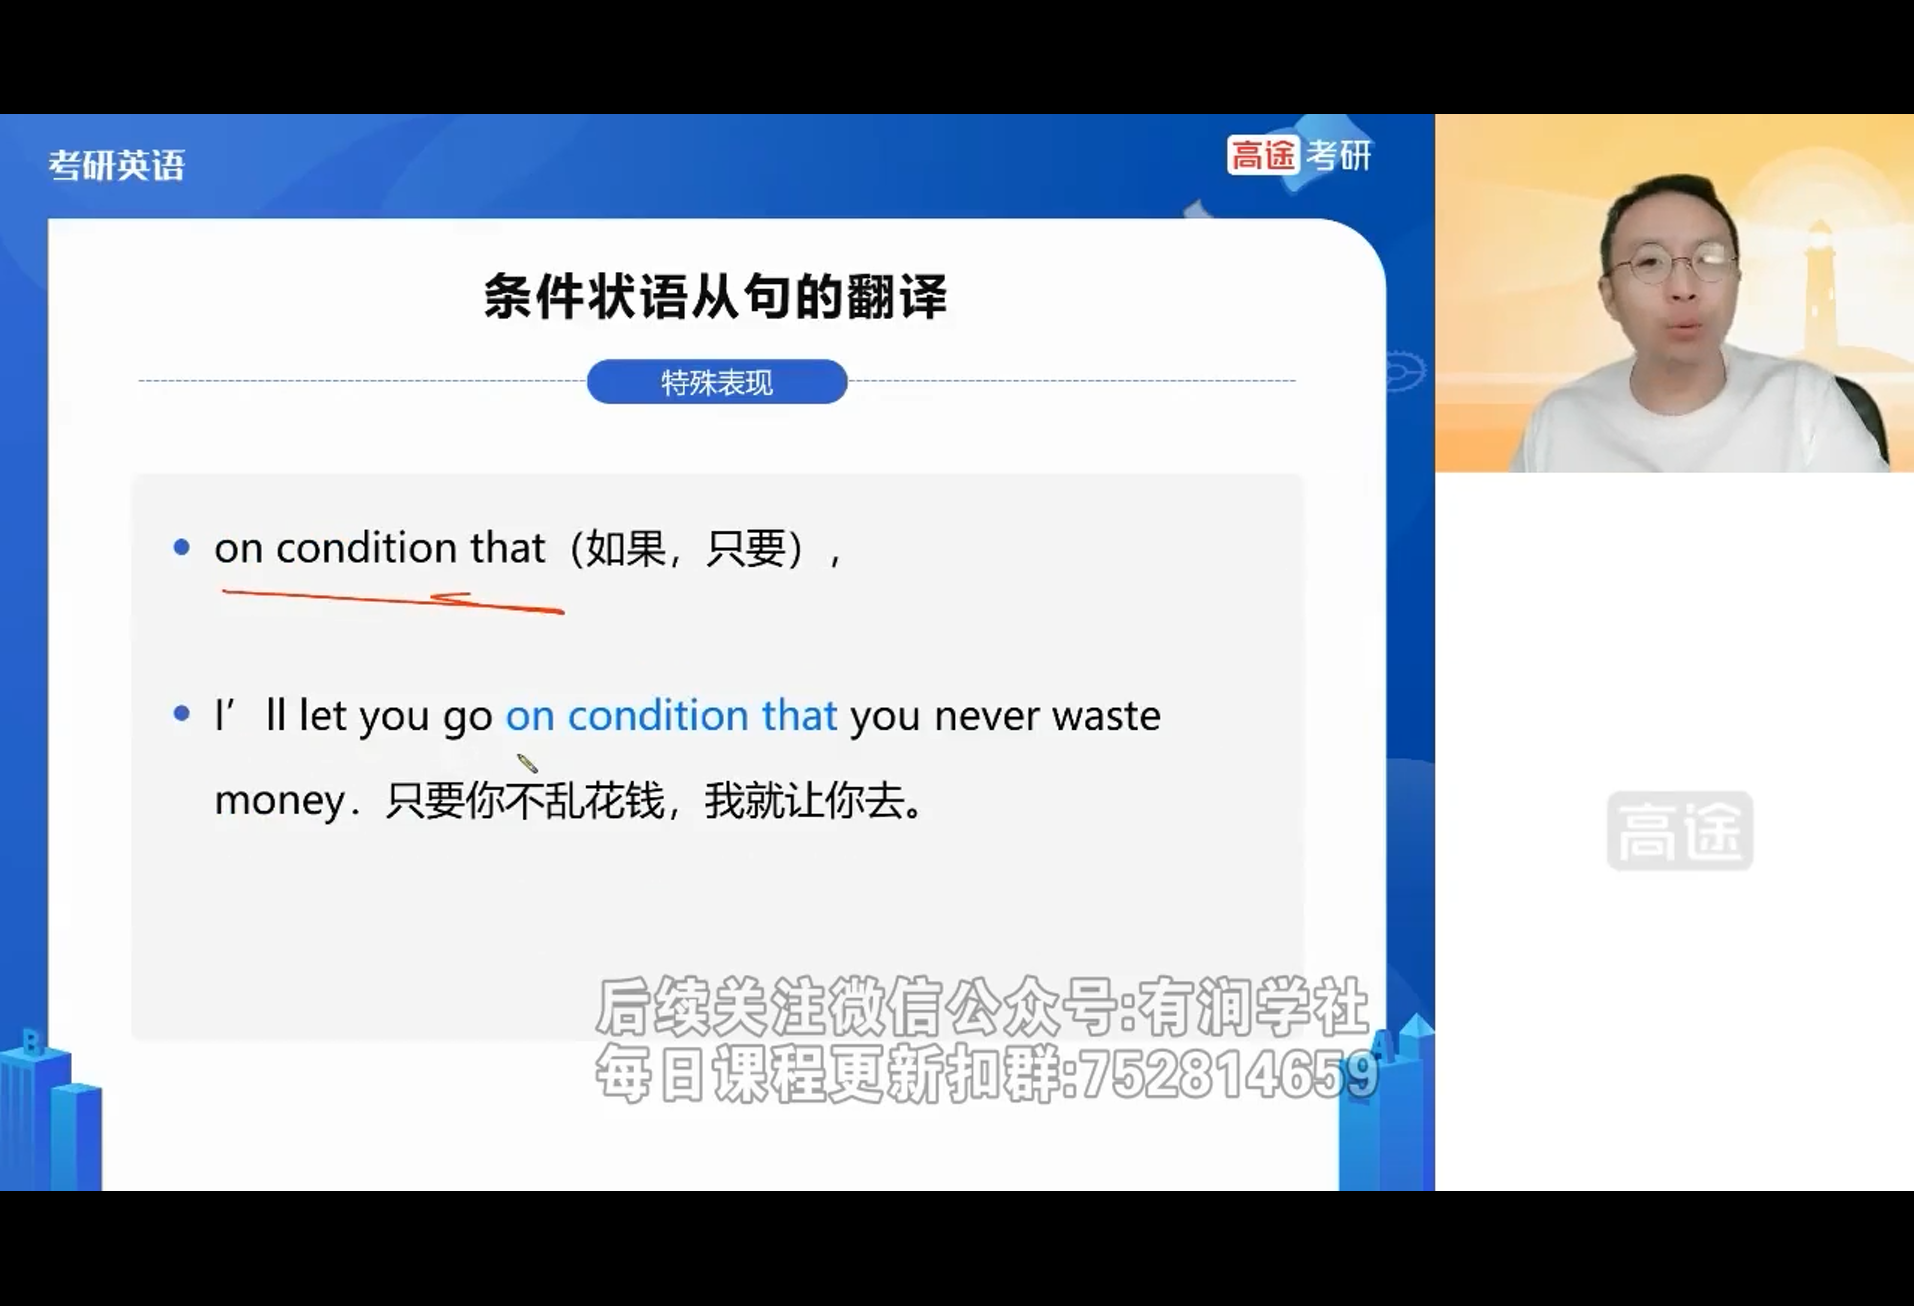 考研英语
高途 考研
条件状语从句的翻译
特殊表现
on condition that（如果，只要）,
I' ll let you go on condition that you never waste
money. 只要你不乱花钱，我就让你去。
高途
后续关注微信公众号:有润学社
每日课程更新扣群:752814659
B
A